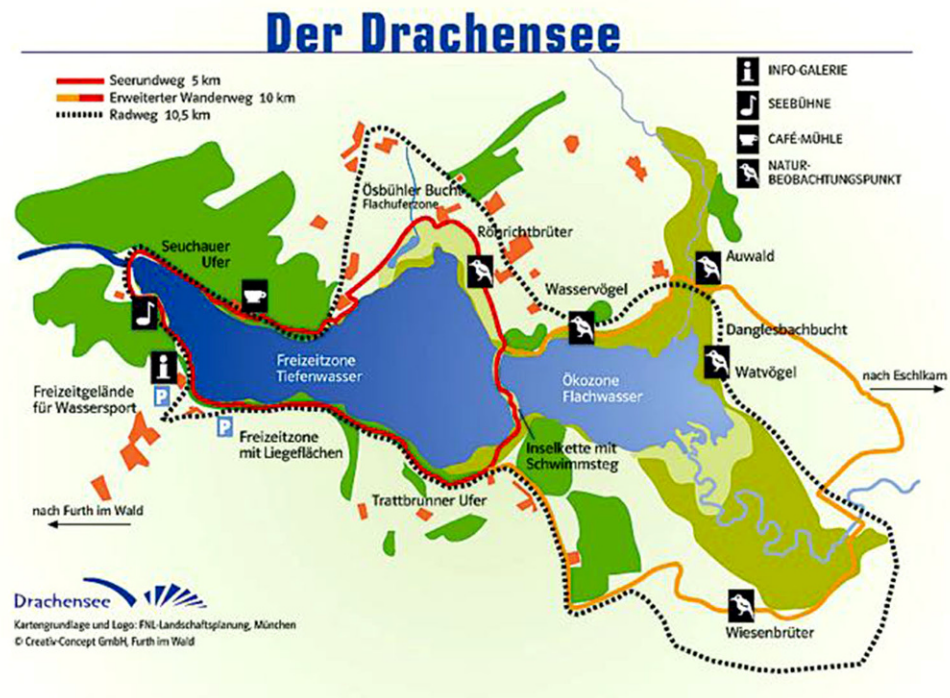 Der Drachensee
Seerundweg 5 km
Erweiterter Wanderweg 10 km
Radweg 10,5 km
INFO-GALERIE
SEEBÜHNE
CAFÉ-MÜHLE
NATUR-
BEOBACHTUNGSPUNKT
Ösbühler Bucht
Flachuferzone
Röhrichtbrüter
Seuchauer
Ufer
Auwald
Wasservögel
Danglesbachbucht
Watvögel
nach Eschlkam
Freizeitzone
Tiefenwasser
Ökozone
Flachwasser
Freizeitgelände
für Wassersport
P
P
Freizeitzone
mit Liegeflächen
Inselkette mit
Schwimmsteg
Trattbrunner Ufer
nach Furth im Wald
Drachensee
Kartengrundlage und Logo: FNL-Landschaftsplanung, München
© Creativ-Concept GmbH, Furth im Wald
Wiesenbrüter